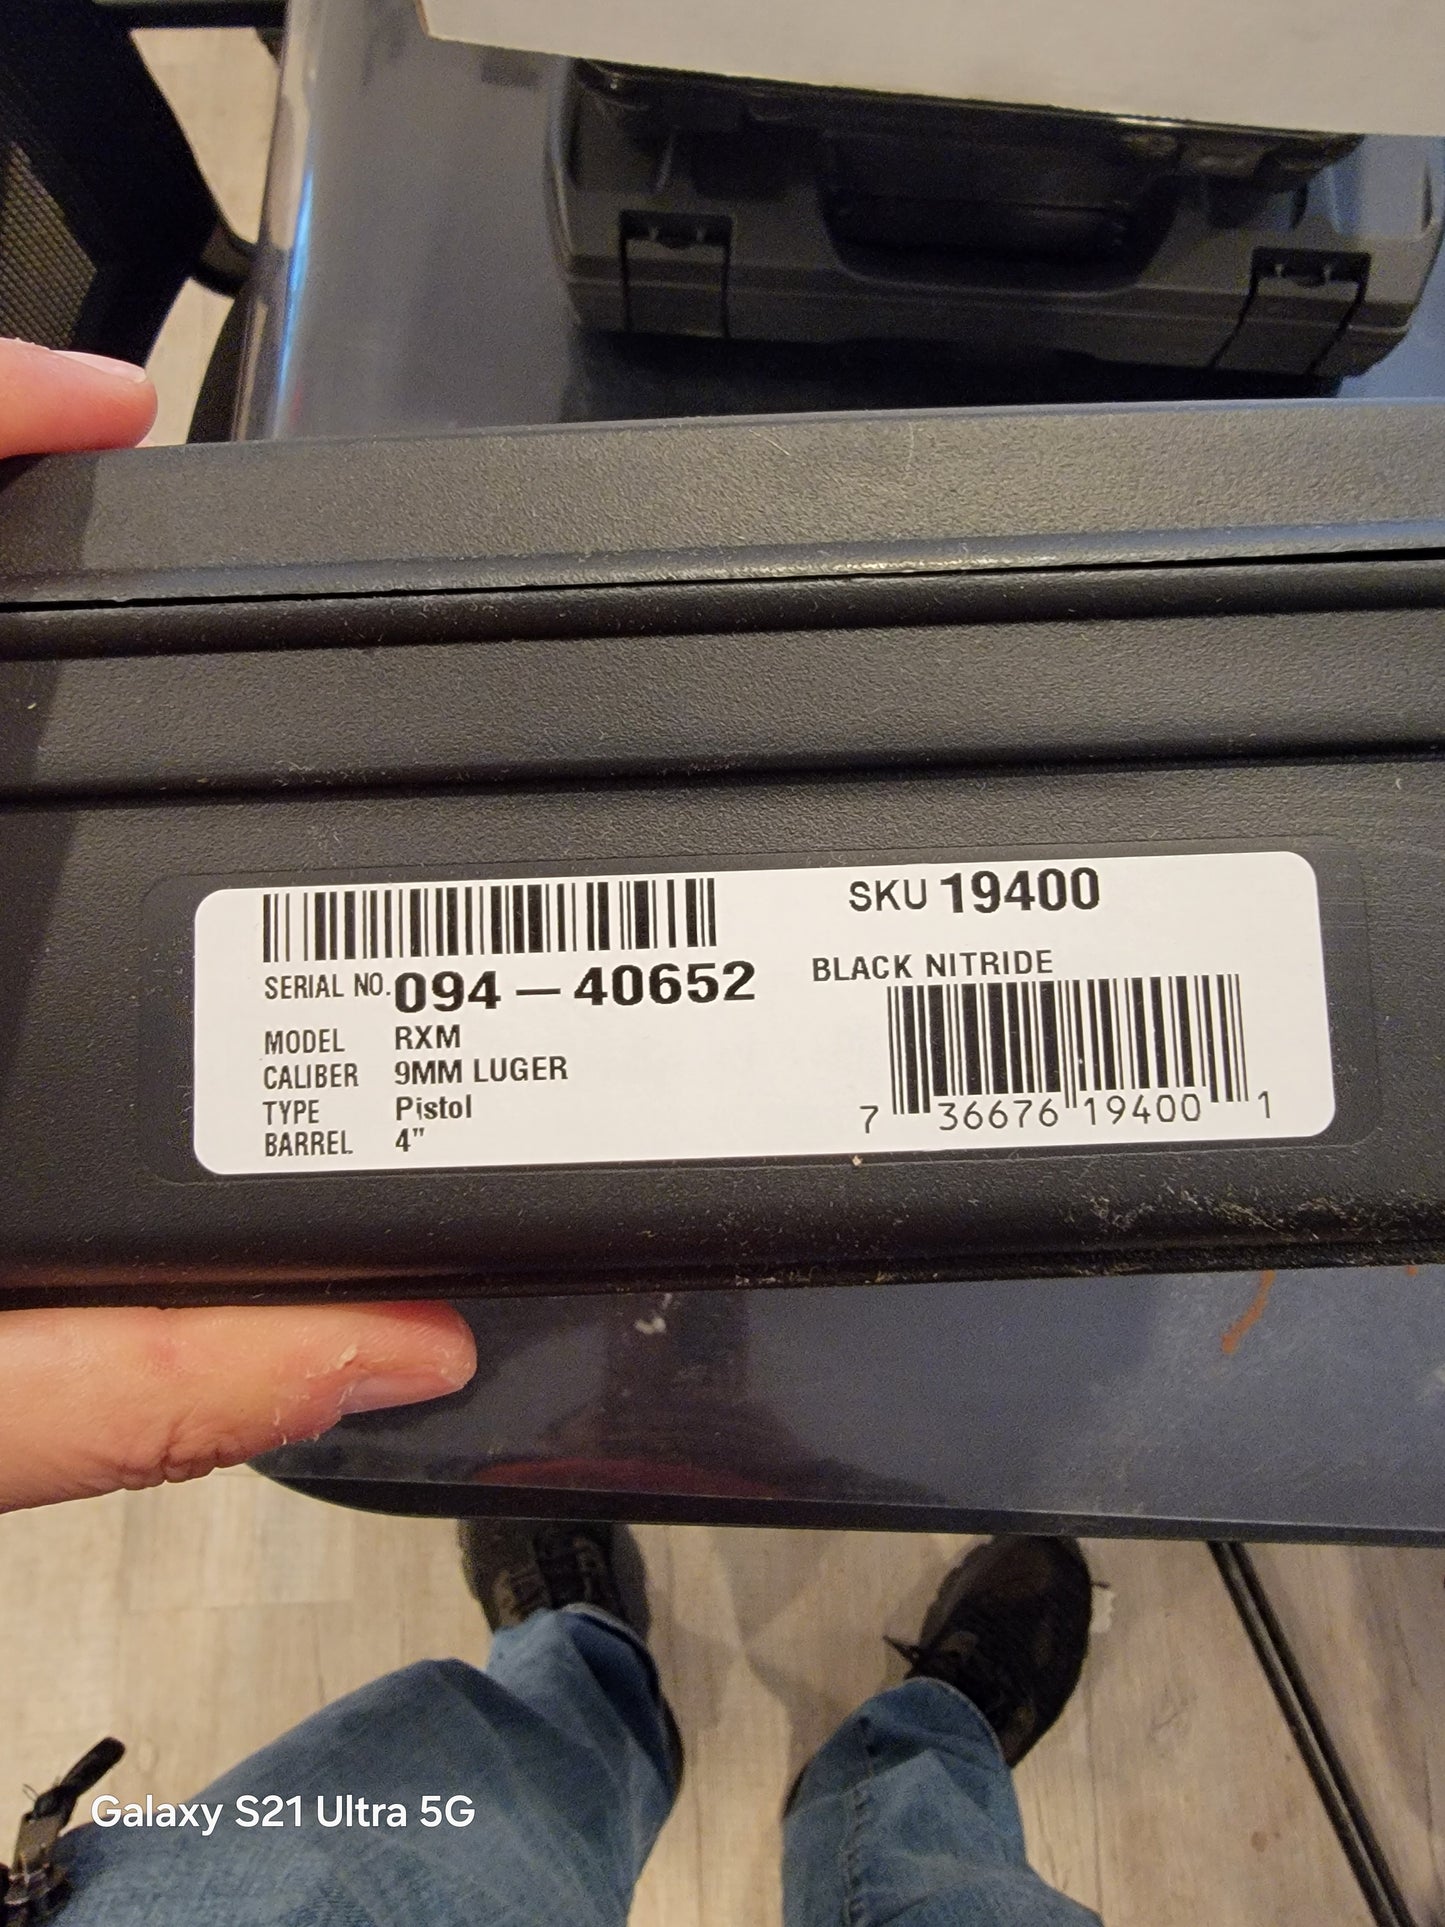 SERIAL NO. 094-40652
MODEL RXM
CALIBER 9MM LUGER
TYPE Pistol
BARREL 4"
SKU 19400
BLACK NITRIDE
7 36676 19400 1
Galaxy S21 Ultra 5G